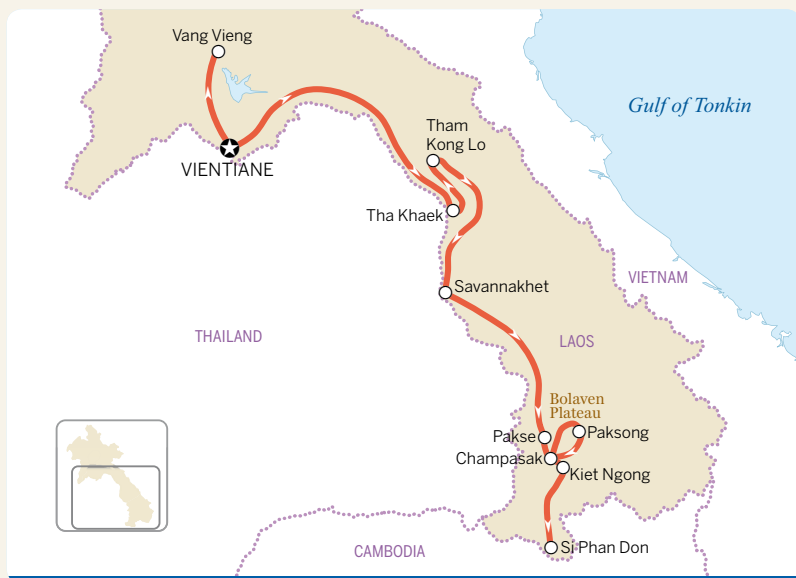 Vang Vieng
Gulf of Tonkin
Tham
Kong Lo
VIENTIANE
Tha Khaek
VIETNAM
Savannakhet
THAILAND
LAOS
Bolaven
Plateau
Pakse
Paksong
Champasak
Kiet Ngong
Si Phan Don
CAMBODIA